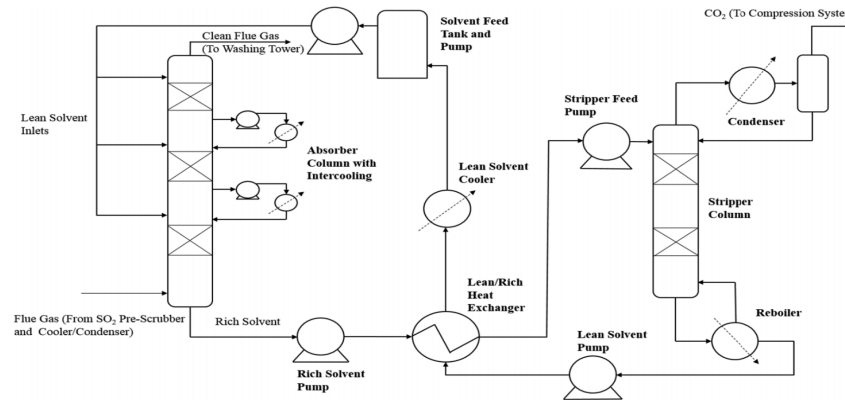 Clean Flue Gas
(To Washing Tower)
Solvent Feed
Tank and
Pump
CO₂ (To Compression Syste
Lean Solvent
Inlets
Absorber
Column with
Intercooling
Stripper Feed
Pump
Condenser
Lean Solvent
Cooler
Stripper
Column
Lean/Rich
Heat
Exchanger
Flue Gas (From SO₂ Pre-Scrubber
and Cooler/Condenser)
Rich Solvent
Rich Solvent
Pump
Lean Solvent
Pump
Reboiler